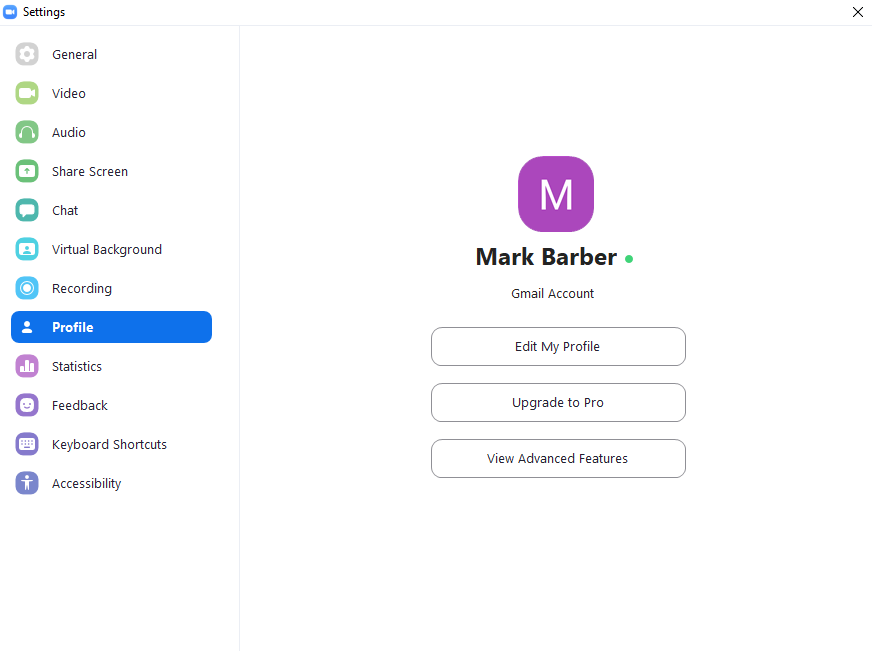 Settings
General
Video
Audio
Share Screen
Chat
Virtual Background
Recording
Profile
Statistics
Feedback
Keyboard Shortcuts
Accessibility
M
Mark Barber
Gmail Account
Edit My Profile
Upgrade to Pro
View Advanced Features